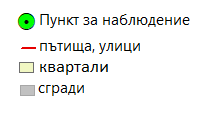 Пункт за наблюдение
пътища, улици
квартали
сгради